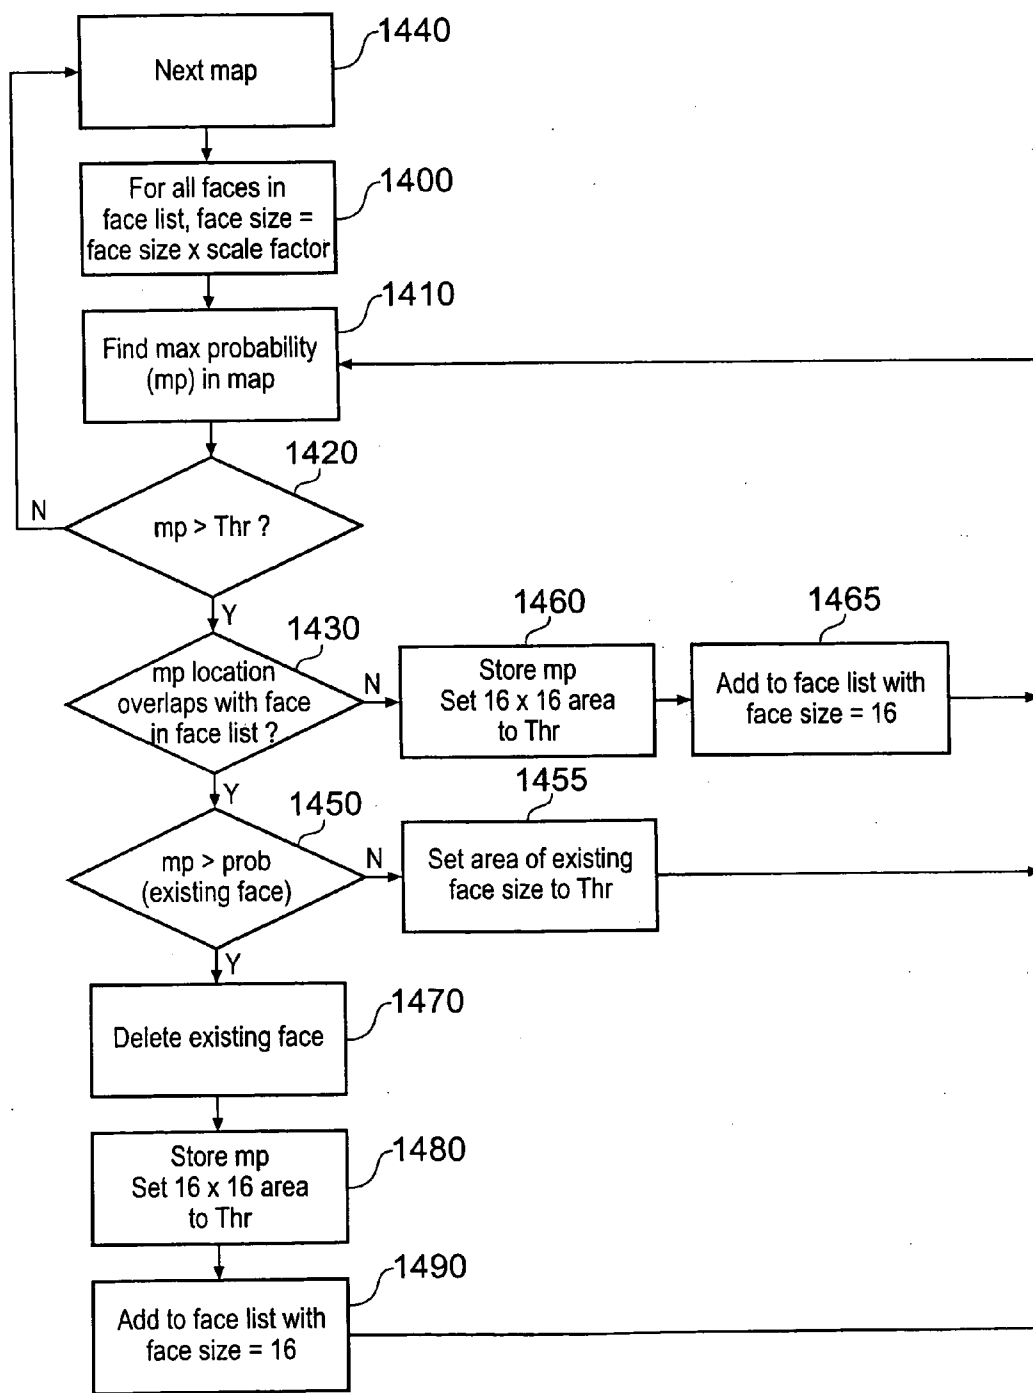 1440
Next map
1400
For all faces in
face list, face size =
face size x scale factor
1410
Find max probability
(mp) in map
1420
mp > Thr ?
N
Y
1430
mp location
overlaps with face
in face list ?
N
1460
Store mp
Set 16 x 16 area
to Thr
1465
Add to face list with
face size = 16
Y
1450
mp > prob
(existing face)
N
1455
Set area of existing
face size to Thr
Y
1470
Delete existing face
1480
Store mp
Set 16 x 16 area
to Thr
1490
Add to face list with
face size = 16